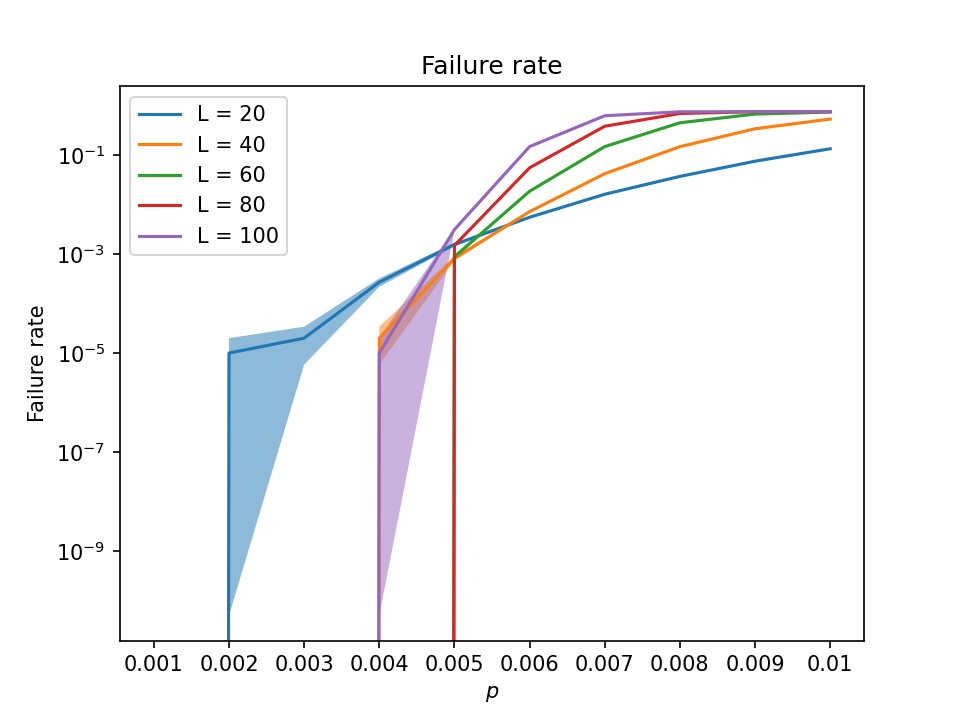 Failure rate
L = 20
L = 40
L = 60
L = 80
L = 100
Failure rate
10⁻¹
10⁻³
10⁻⁵
10⁻⁷
10⁻⁹
0.001 0.002 0.003 0.004 0.005 0.006 0.007 0.008 0.009 0.01
p